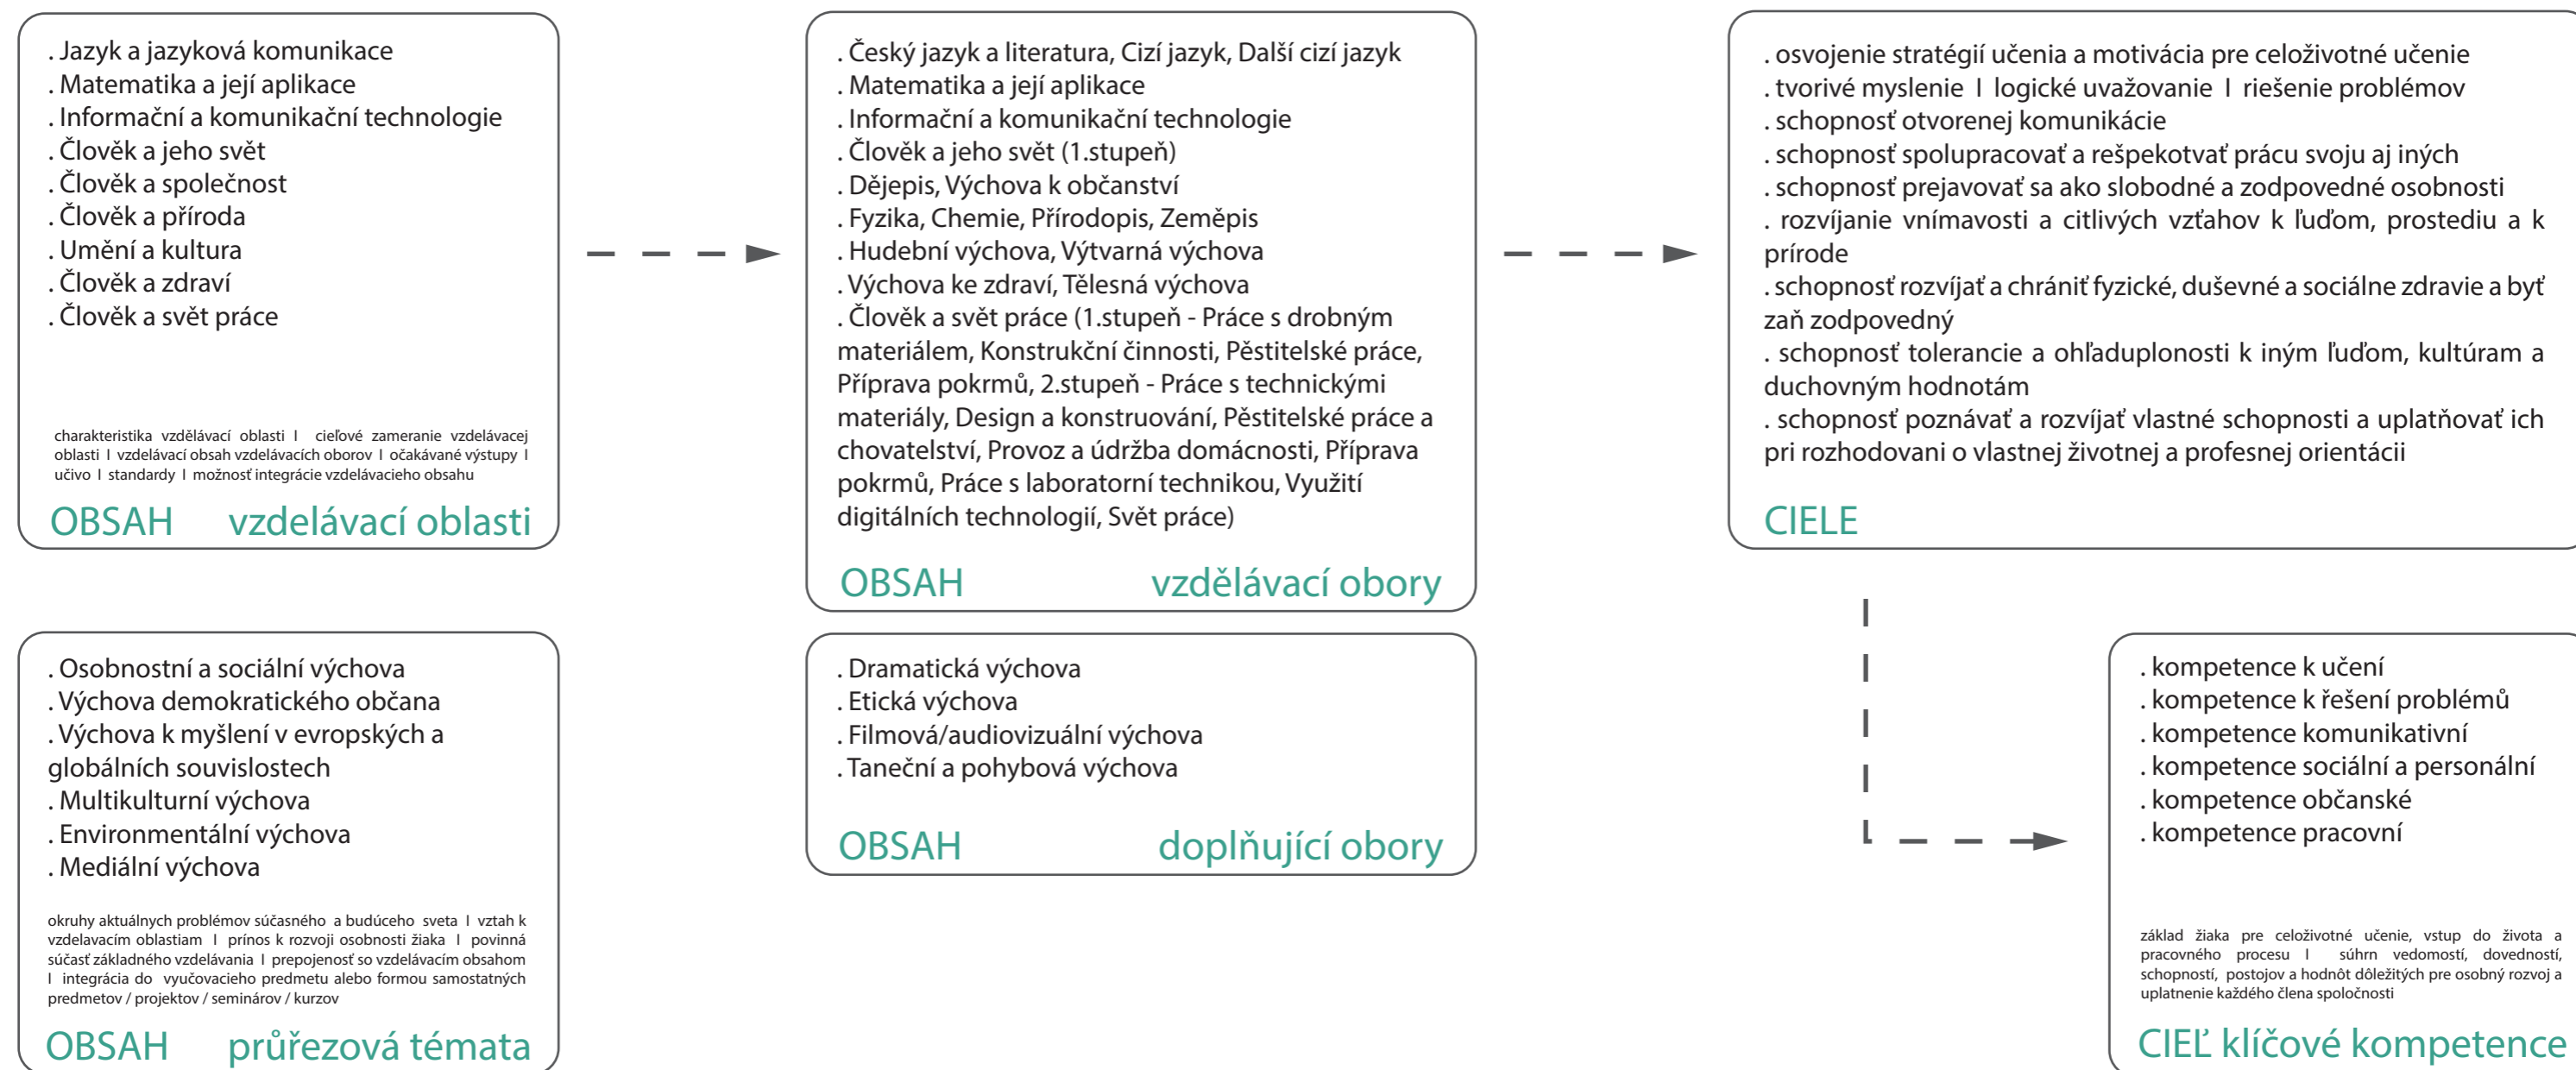 . Jazyk a jazyková komunikace
. Matematika a její aplikace
. Informační a komunikační technologie
. Člověk a jeho svět
. Člověk a společnost
. Člověk a příroda
. Umění a kultura
. Člověk a zdraví
. Člověk a svět práce
charakteristika vzdělávací oblasti I cieľové zameranie vzdelávacej
oblasti I vzdelávací obsah vzdelávacích oborov I očakávané výstupy I
učivo I standardy I možnosť integrácie vzdelávacieho obsahu
OBSAH vzdelávací oblasti
. Český jazyk a literatura, Cizí jazyk, Další cizí jazyk
. Matematika a její aplikace
. Informační a komunikační technologie
. Člověk a jeho svět (1.stupeň)
. Dějepis, Výchova k občanství
. Fyzika, Chemie, Přírodopis, Zeměpis
. Hudební výchova, Výtvarná výchova
. Výchova ke zdraví, Tělesná výchova
. Člověk a svět práce (1.stupeň - Práce s drobným
materiálem, Konstrukční činnosti, Pěstitelské práce,
Příprava pokrmů, 2.stupeň - Práce s technickými
materiály, Design a konstruování, Pěstitelské práce a
chovatelství, Provoz a údržba domácnosti, Příprava
pokrmů, Práce s laboratorní technikou, Využití
digitálních technologií, Svět práce)
OBSAH vzdělávací obory
. osvojenie stratégií učenia a motivácia pre celoživotné učenie
. tvorivé myslenie I logické uvažovanie I riešenie problémov
. schopnosť otvorenej komunikácie
. schopnosť spolupracovať a rešpekotvať prácu svoju aj iných
. schopnosť prejavovať sa ako slobodné a zodpovedné osobnosti
. rozvíjanie vnímavosti a citlivých vzťahov k ľuďom, prostediu a k
prírode
. schopnosť rozvíjať a chrániť fyzické, duševné a sociálne zdravie a byť
zaň zodpovedný
. schopnosť tolerancie a ohľaduplonosti k iným ľuďom, kultúram a
duchovným hodnotám
. schopnosť poznávať a rozvíjať vlastné schopnosti a uplatňovať ich
pri rozhodovani o vlastnej životnej a profesnej orientácii
CIELE
. Osobnostní a sociální výchova
. Výchova demokratického občana
. Výchova k myšlení v evropských a
globálních souvislostech
. Multikulturní výchova
. Environmentální výchova
. Mediální výchova
okruhy aktuálnych problémov súčasného a budúceho sveta I vztah k
vzdelavacím oblastiam I prínos k rozvoji osobnosti žiaka I povinná
súčasť základného vzdelávania I prepojenosť so vzdelávacím obsahom
I integrácia do vyučovacieho predmetu alebo formou samostatných
predmetov / projektov / seminárov / kurzov
OBSAH průřezová témata
. Dramatická výchova
. Etická výchova
. Filmová/audiovizuální výchova
. Taneční a pohybová výchova
OBSAH doplňující obory
. kompetence k učení
. kompetence k řešení problémů
. kompetence komunikativní
. kompetence sociální a personální
. kompetence občanské
. kompetence pracovní
základ žiaka pre celoživotné učenie, vstup do života a
pracovného procesu I súhrn vedomostí, dovedností,
schopností, postojov a hodnôt dôležitých pre osobný rozvoj a
uplatnenie každého člena spoločnosti
CIEĽ klíčové kompetence